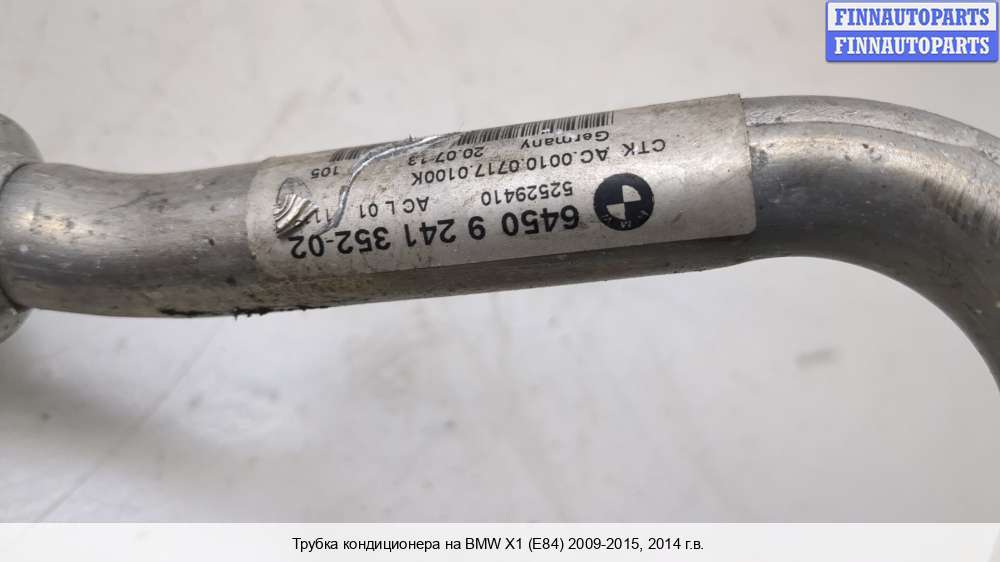 FINNAUTOPARTS
FINNAUTOPARTS
6450 9 241 352-02
52529410
AC L 01
CTK AC.0010.0717.0100K
Germany
20.07.13
105
Трубка кондиционера на BMW X1 (E84) 2009-2015, 2014 г.в.